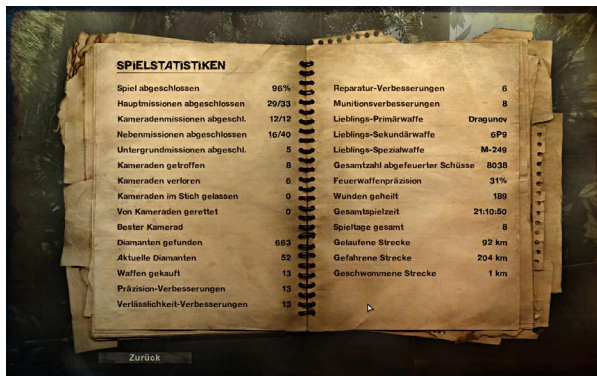 SPIELSTATISTIKEN
Spiel abgeschlossen 96%
Hauptmissionen abgeschlossen 29/33
Kameradenmissionen abgeschl. 12/12
Nebenmissionen abgeschlossen 16/40
Untergrundmissionen abgeschl. 5
Kameraden getroffen 8
Kameraden verloren 6
Kameraden im Stich gelassen 0
Von Kameraden gerettet 0
Bester Kamerad
Diamanten gefunden 663
Aktuelle Diamanten 52
Waffen gekauft 13
Präzision-Verbesserungen 13
Verlässlichkeit-Verbesserungen 13
Reparatur-Verbesserungen 6
Munitionsverbesserungen 8
Lieblings-Primärwaffe Dragunov
Lieblings-Sekundärwaffe 6P9
Lieblings-Spezialwaffe M-249
Gesamtzahl abgefeuerter Schüsse 8038
Feuerwaffenpräzision 31%
Wunden geheilt 189
Gesamtspielzeit 21:10:50
Spieltage gesamt 8
Gelaufene Strecke 92 km
Gefahrene Strecke 204 km
Geschwommene Strecke 1 km
Zurück